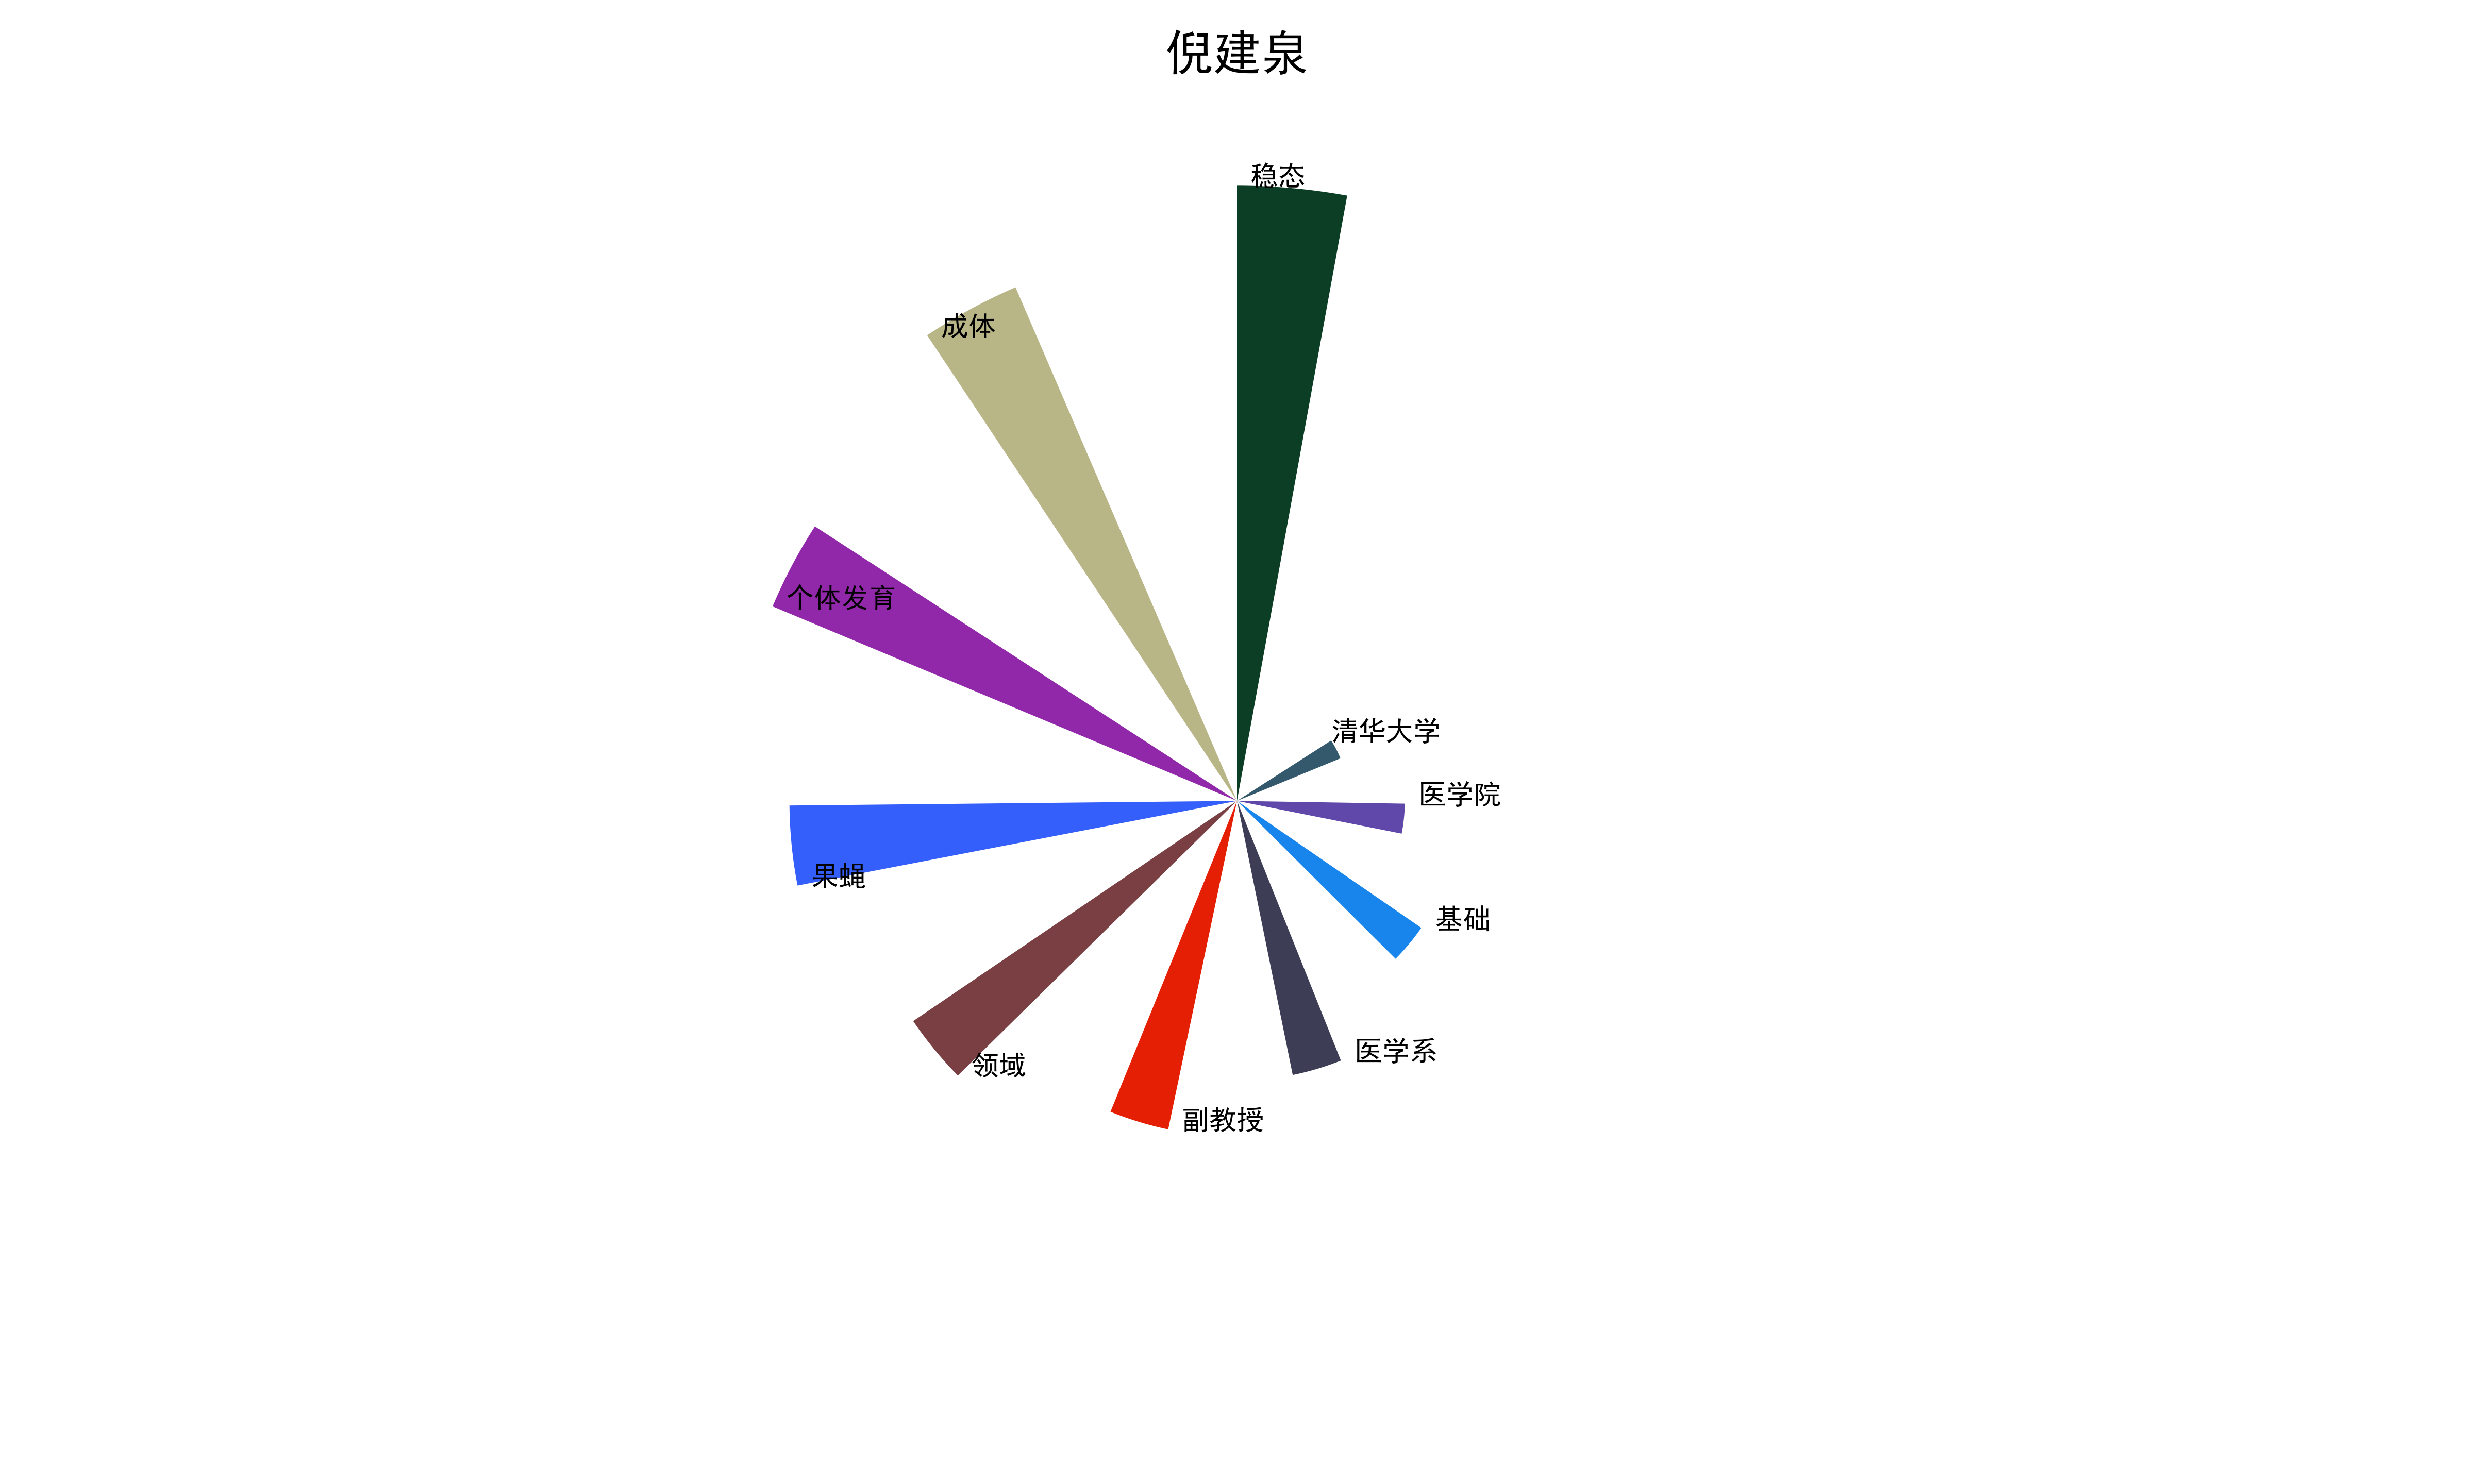 倪建泉
稳态
成体
个体发育
清华大学
医学院
果蝇
基础
医学系
领域
副教授